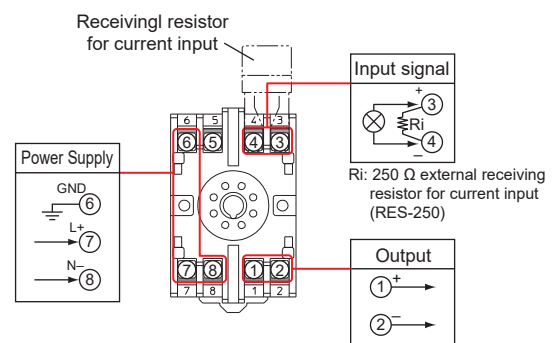 Receivingl resistor
for current input
Input signal
+
3
Ri
4
–
Ri: 250 Ω external receiving
resistor for current input
(RES-250)
6 5 4 3
6 5 4 3
Power Supply
GND
6
L+
7
N–
8
7 8 1 2
7 8 1 2
Output
1 +
2 –